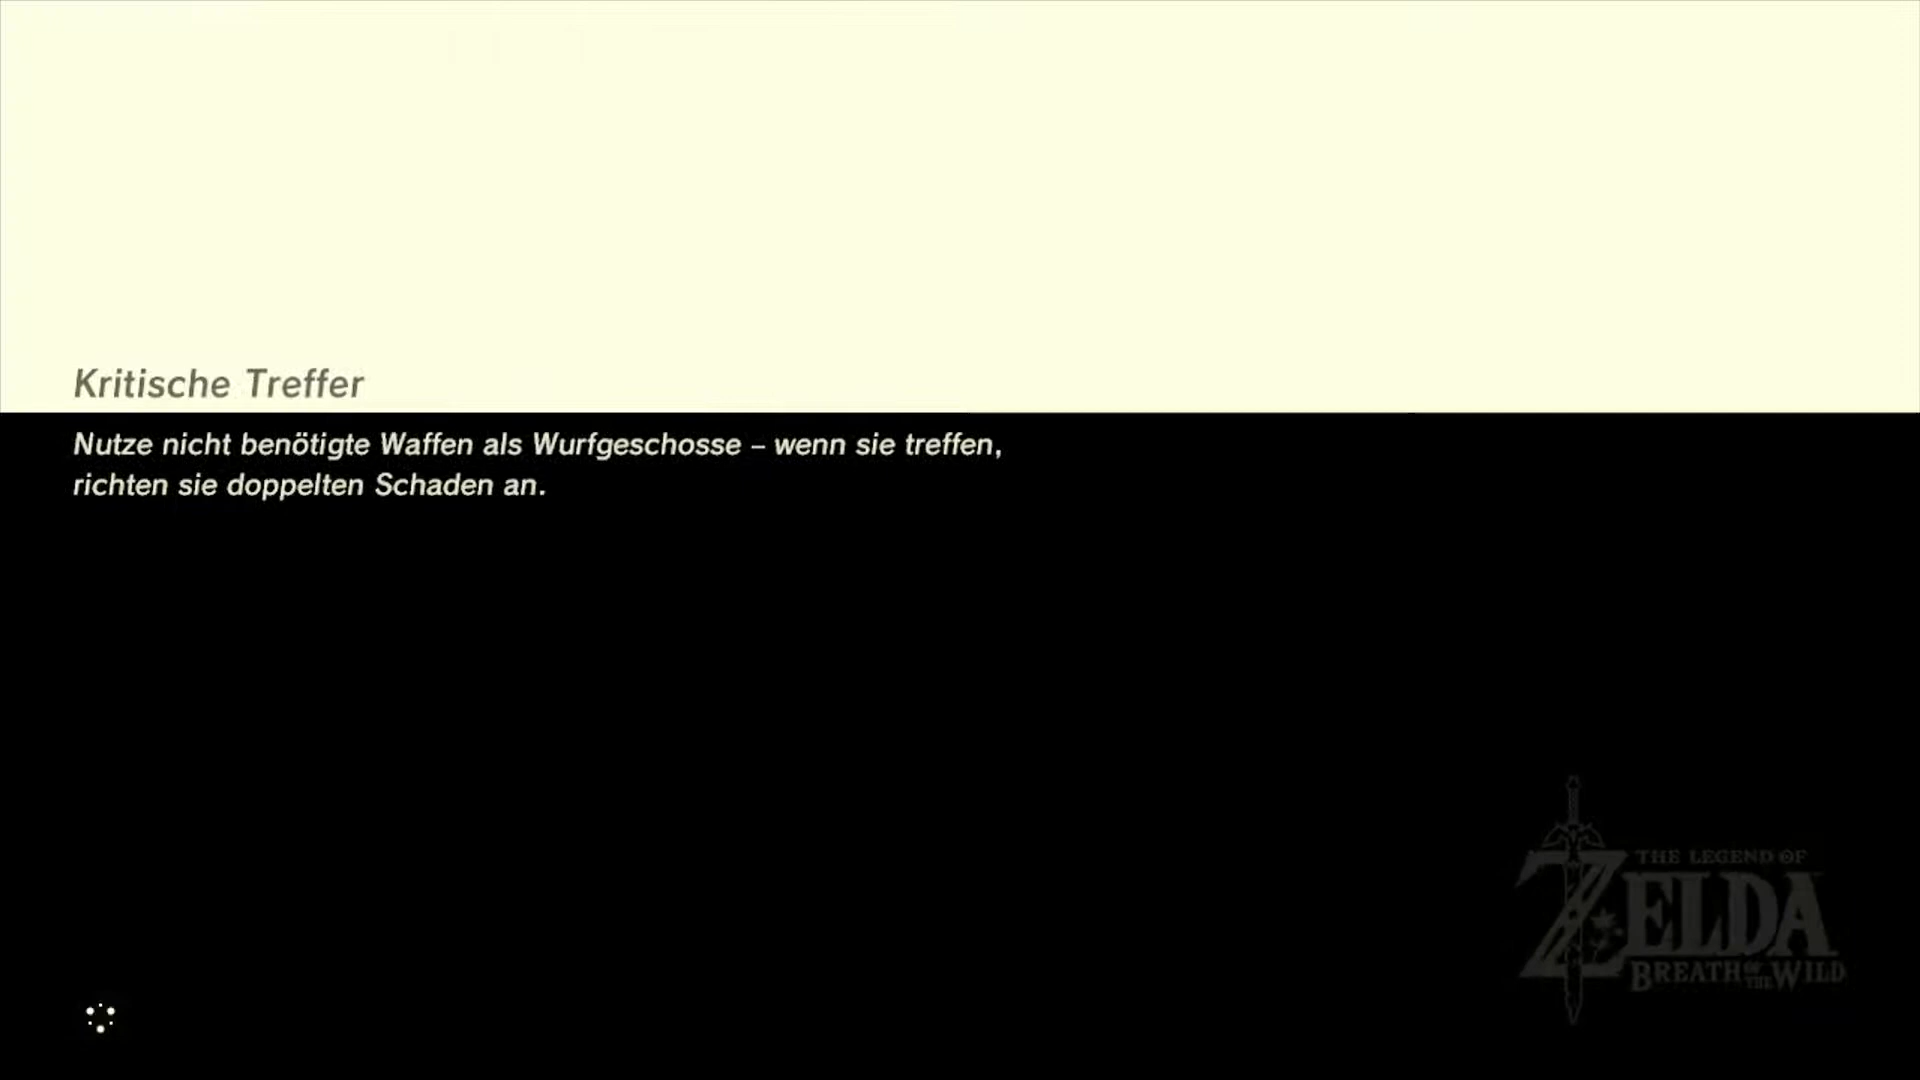 Kritische Treffer
Nutze nicht benötigte Waffen als Wurfgeschosse – wenn sie treffen,
richten sie doppelten Schaden an.
THE LEGEND OF
ZELDA
BREATH OF THE WILD